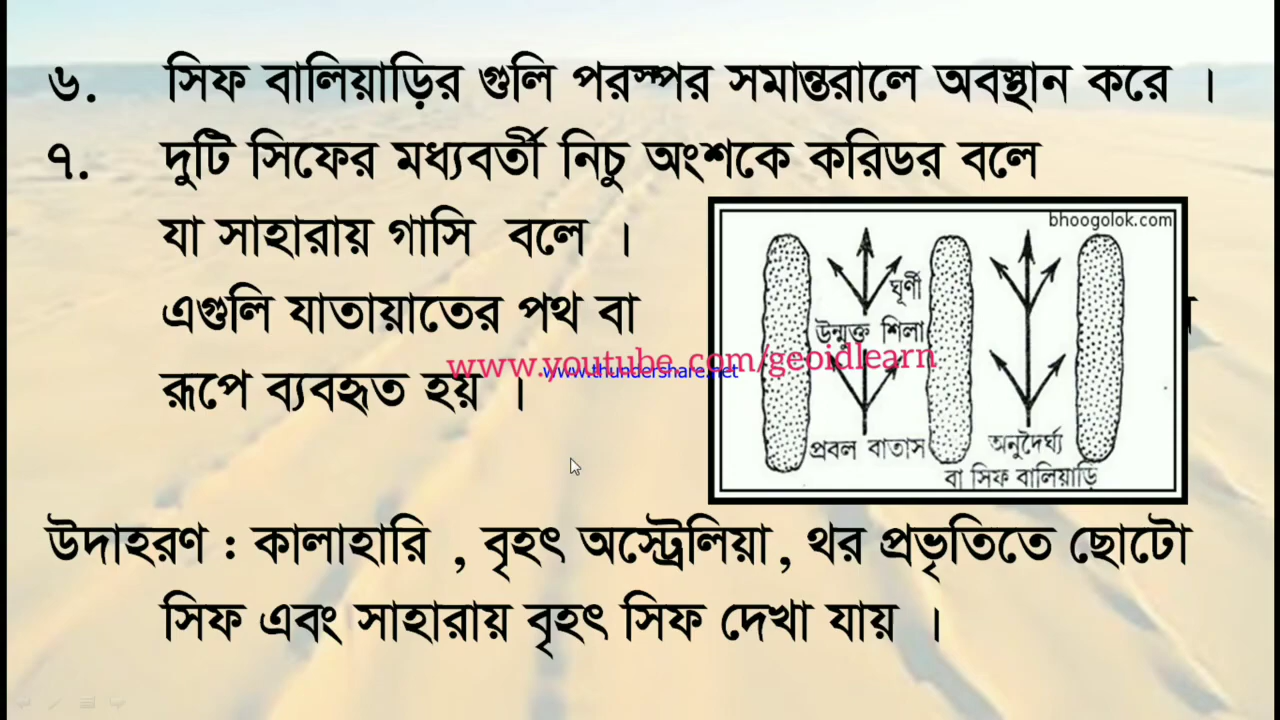 ৬. সিফ বালিয়াড়ির গুলি পরস্পর সমান্তরালে অবস্থান করে ।
৭. দুটি সিফের মধ্যবর্তী নিচু অংশকে করিডর বলে
যা সাহারায় গাসি বলে ।
এগুলি যাতায়াতের পথ বা
রূপে ব্যবহৃত হয় ।
bhoogolok.com
ঘূর্ণী
উন্মুক্ত শিলা
www.youtube.com/geoidlearn
www.thundershare.net
প্রবল বাতাস
অনুদৈর্ঘ্য
বা সিফ বালিয়াড়ি
উদাহরণ : কালাহারি , বৃহৎ অস্ট্রেলিয়া, থর প্রভৃতিতে ছোটো
সিফ এবং সাহারায় বৃহৎ সিফ দেখা যায় ।